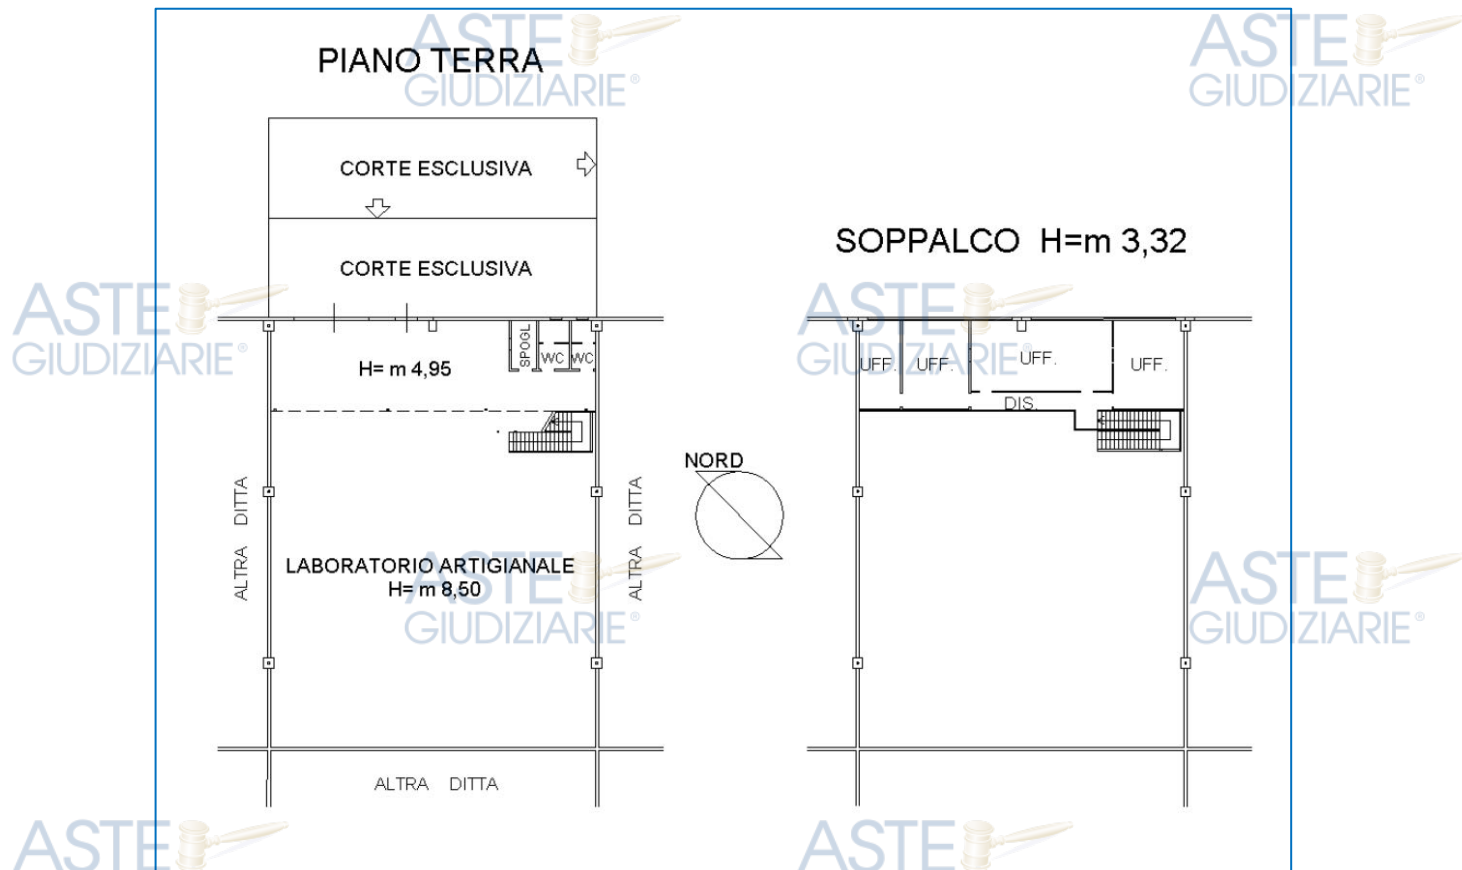 ASTE
GIUDIZIARIE®
ASTE
GIUDIZIARIE®
PIANO TERRA
CORTE ESCLUSIVA
CORTE ESCLUSIVA
SOPPALCO H=m 3,32
ASTE
GIUDIZIARIE®
ASTE
GIUDIZIARIE®
H= m 4,95
SPOGL
WC
WC
UFF.
UFF.
UFF.
UFF.
DIS.
NORD
ALTRA DITTA
ALTRA DITTA
LABORATORIO ARTIGIANALE
H= m 8,50
ASTE
GIUDIZIARIE®
ASTE
GIUDIZIARIE®
ALTRA DITTA
ASTE
ASTE